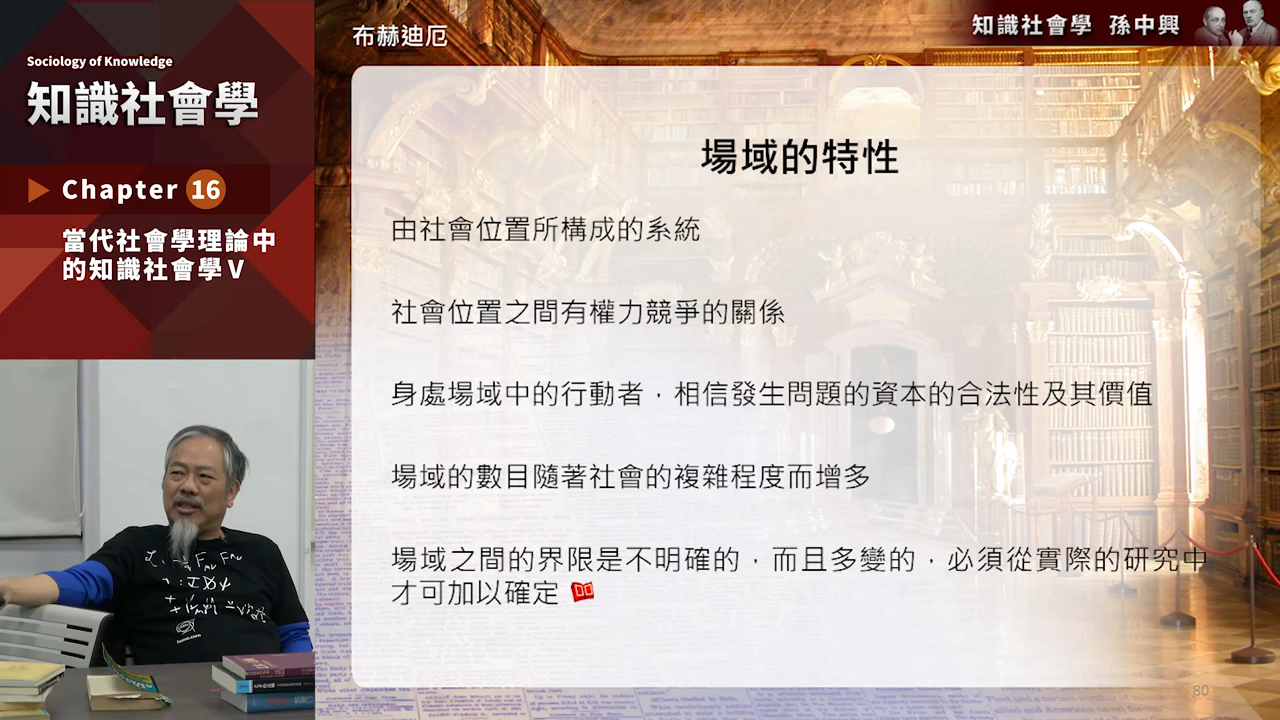 Sociology of Knowledge
知識社會學
Chapter 16
當代社會學理論中
的知識社會學 V
布赫迪厄
知識社會學 孫中興
場域的特性
由社會位置所構成的系統
社會位置之間有權力競爭的關係
身處場域中的行動者，相信發生問題的資本的合法性及其價值
場域的數目隨著社會的複雜程度而增多
場域之間的界限是不明確的，而且多變的，必須從實際的研究中
才可加以確定
80